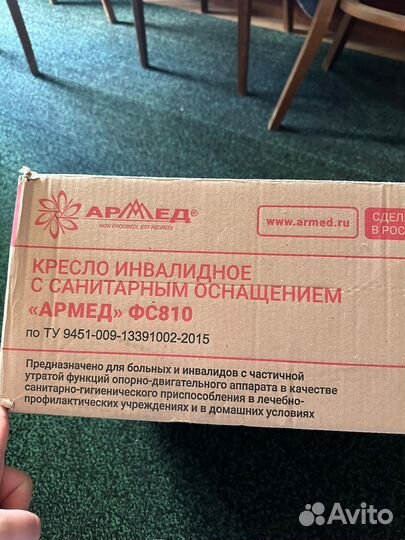 АРМЕД®
NON PROGREDI, EST REGREDI
www.armed.ru
СДЕЛ
В РОС
КРЕСЛО ИНВАЛИДНОЕ
С САНИТАРНЫМ ОСНАЩЕНИЕМ
«АРМЕД» ФС810
по ТУ 9451-009-13391002-2015
Предназначено для больных и инвалидов с частичной
утратой функций опорно-двигательного аппарата в качестве
санитарно-гигиенического приспособления в лечебно-
профилактических учреждениях и в домашних условиях
Avito